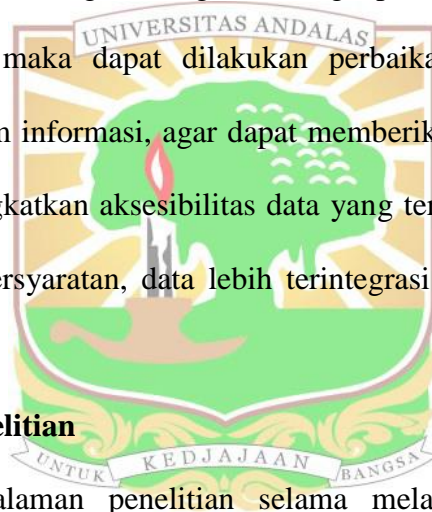 UNIVERSITAS ANDALAS
maka dapat dilakukan perbaika
informasi, agar dapat memberik
gkatkan aksesibilitas data yang ter
ersyaratan, data lebih terintegrasi
elitian
UNTUK KEDJAJAAN BANGSA
alaman penelitian selama mela